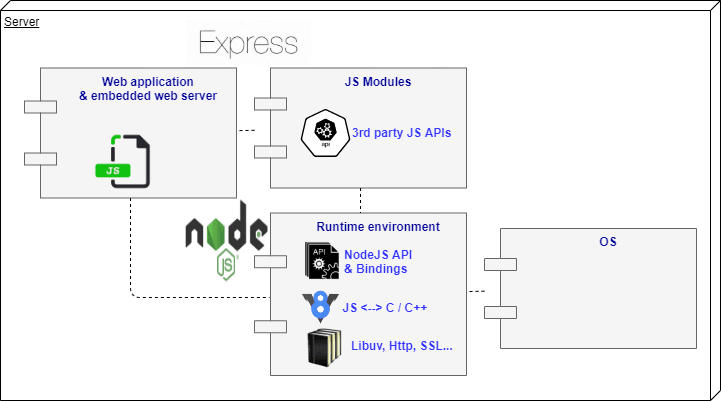 Server
Express
Web application
& embedded web server
JS
JS Modules
api
3rd party JS APIs
node
JS
Runtime environment
API
NodeJS API
& Bindings
8
JS <--> C / C++
Libuv, Http, SSL...
OS